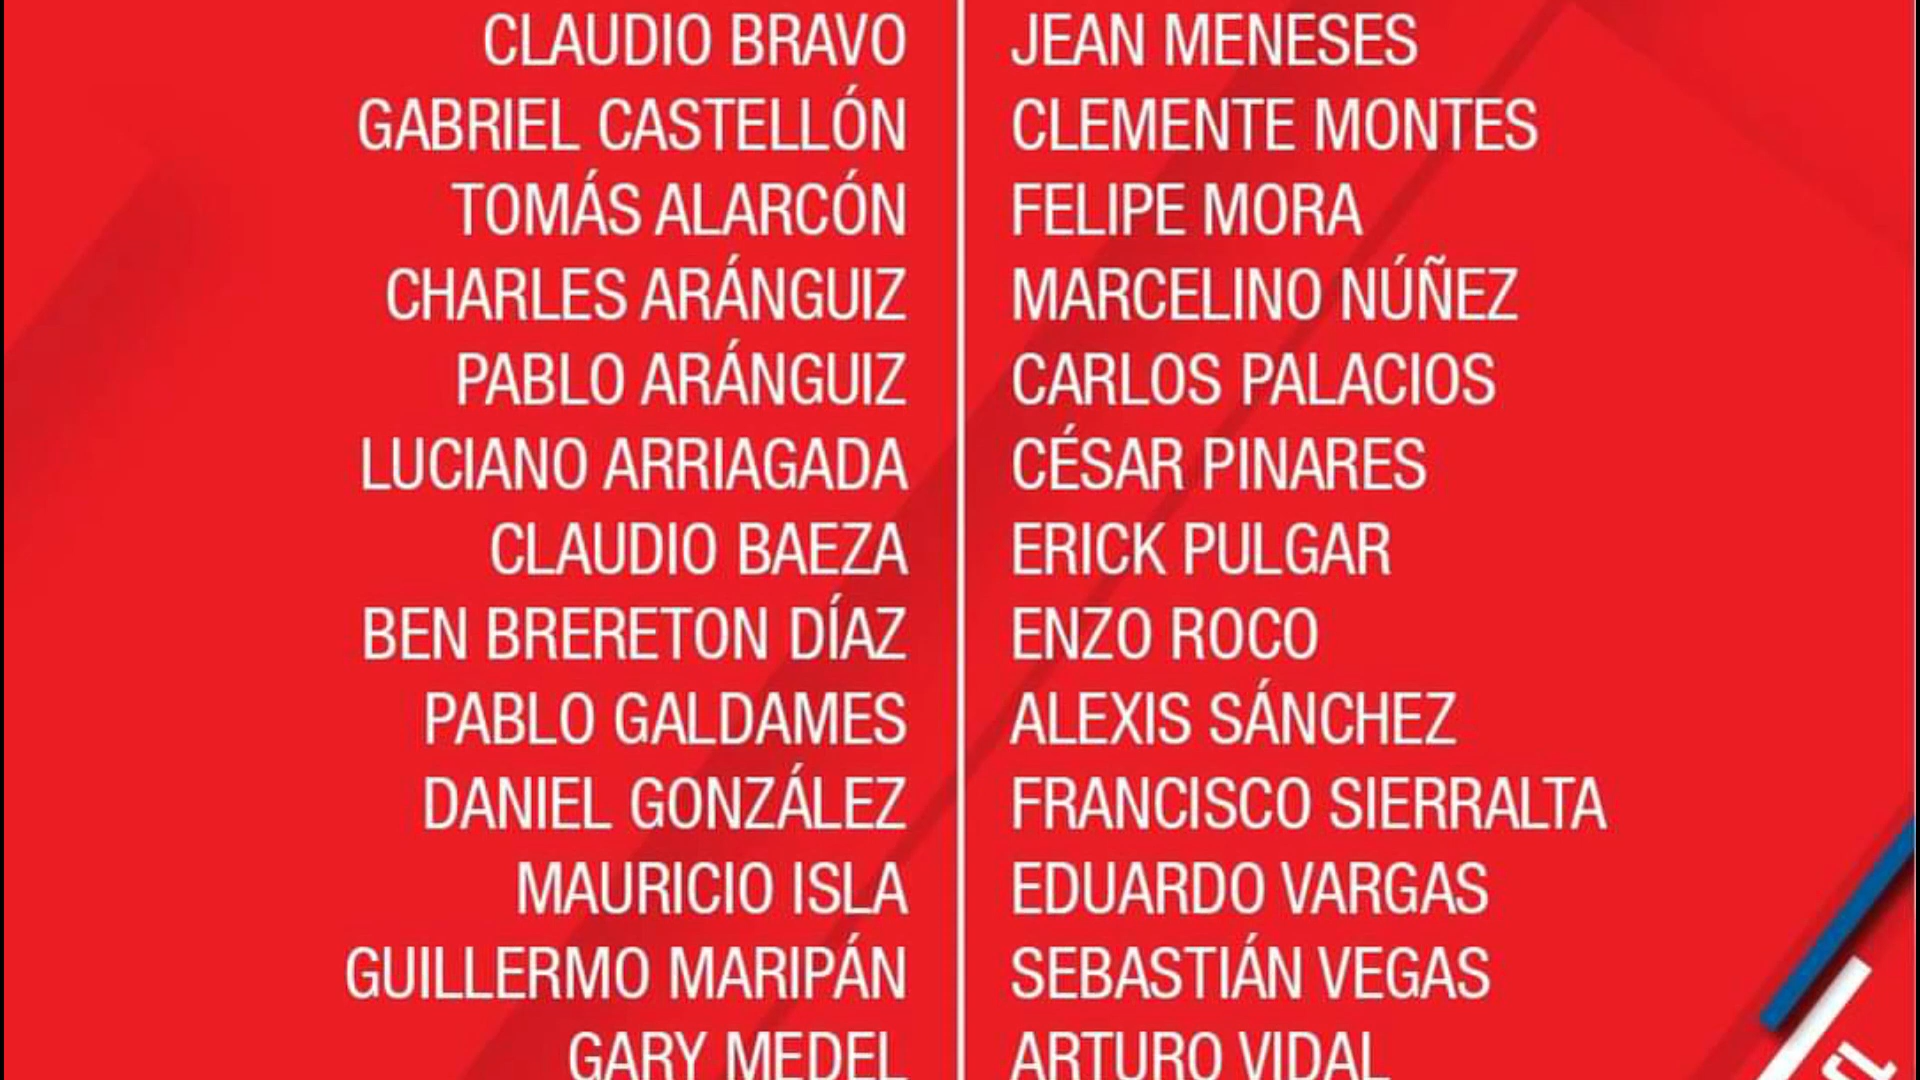 CLAUDIO BRAVO
GABRIEL CASTELLÓN
TOMÁS ALARCÓN
CHARLES ARÁNGUIZ
PABLO ARÁNGUIZ
LUCIANO ARRIAGADA
CLAUDIO BAEZA
BEN BRERETON DÍAZ
PABLO GALDAMES
DANIEL GONZÁLEZ
MAURICIO ISLA
GUILLERMO MARIPÁN
GARY MEDEL
JEAN MENESES
CLEMENTE MONTES
FELIPE MORA
MARCELINO NÚÑEZ
CARLOS PALACIOS
CÉSAR PINARES
ERICK PULGAR
ENZO ROCO
ALEXIS SÁNCHEZ
FRANCISCO SIERRALTA
EDUARDO VARGAS
SEBASTIÁN VEGAS
ARTURO VIDAL